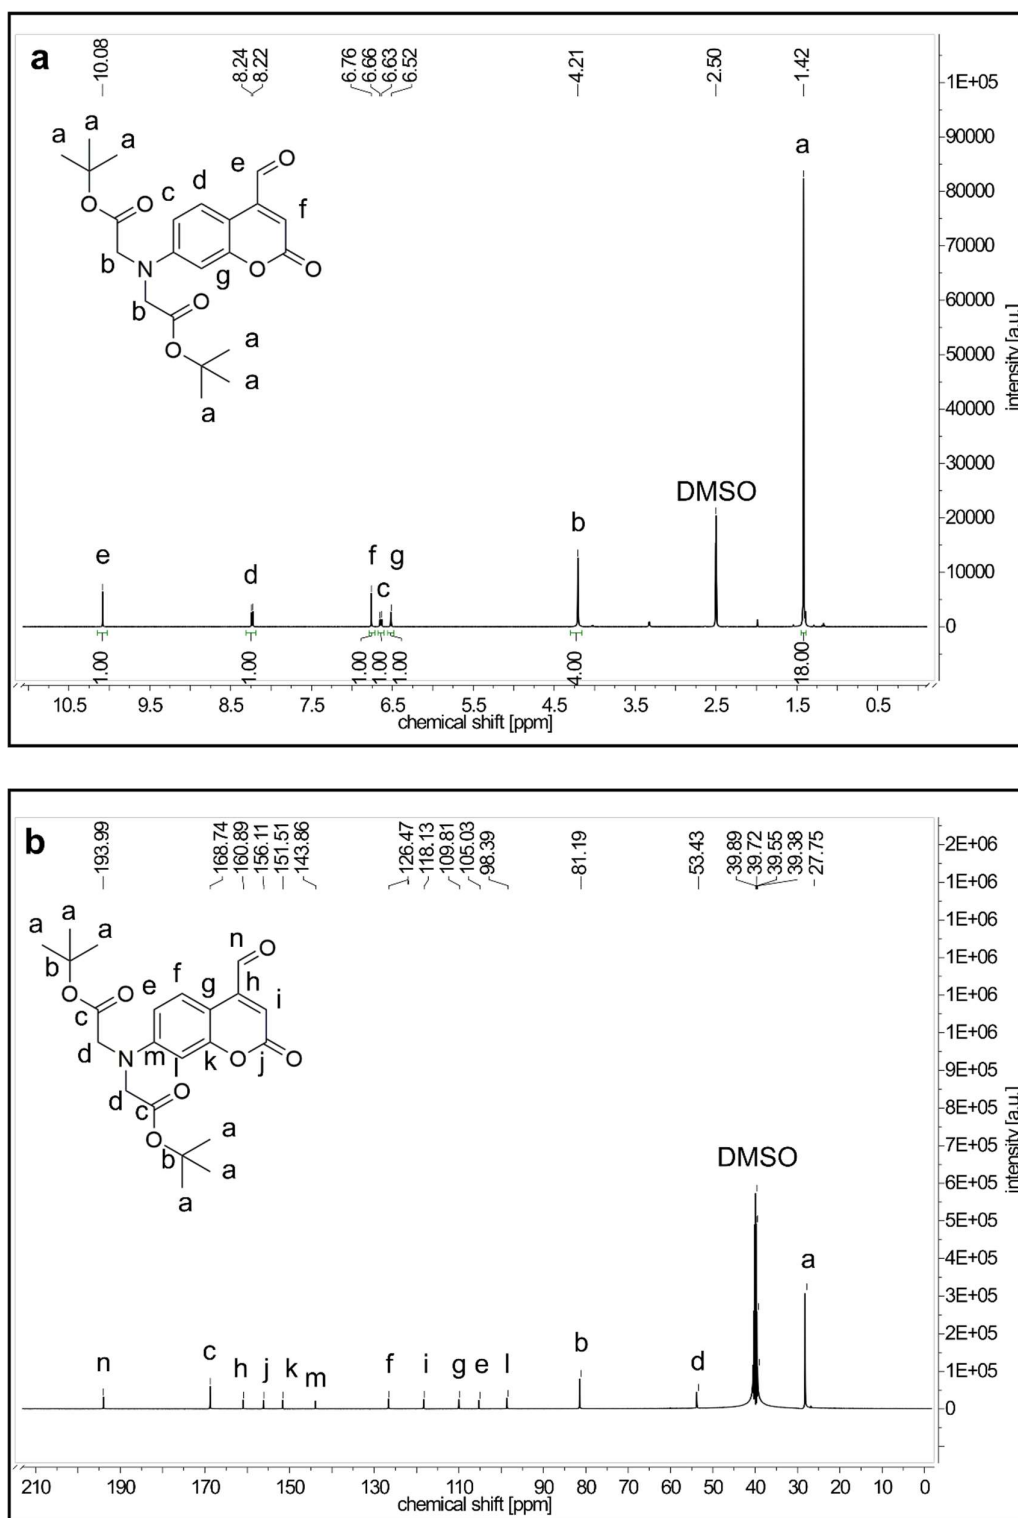 a
10.08
8.24
8.22
6.76
6.66
6.63
6.52
4.21
2.50
1.42
1E+05
90000
80000
70000
60000
50000
40000
30000
20000
10000
0
intensity [a.u.]
a
a
a
O
O
e
O
c
d
f
b
N
g
O
O
b
O
O
a
a
a
a
DMSO
b
e
d
f
c
g
1.00
1.00
1.00
1.00
1.00
4.00
18.00
10.5
9.5
8.5
7.5
6.5
5.5
4.5
3.5
2.5
1.5
0.5
chemical shift [ppm]
b
193.99
168.74
160.89
156.11
151.51
143.86
126.47
118.13
109.81
105.03
98.39
81.19
53.43
39.89
39.72
39.55
39.38
27.75
2E+06
1E+06
1E+06
1E+06
1E+06
1E+06
9E+05
8E+05
7E+05
6E+05
5E+05
4E+05
3E+05
2E+05
1E+05
0
intensity [a.u.]
a
a
a
b
O
O
c
n
O
e
f
g
h
i
d
N
m
l
k
O
j
O
d
c
O
O
b
a
a
a
DMSO
a
n
c
h
j
k
m
f
i
g
e
l
b
d
210
190
170
150
130
110
90
80
70
60
50
40
30
20
10
0
chemical shift [ppm]